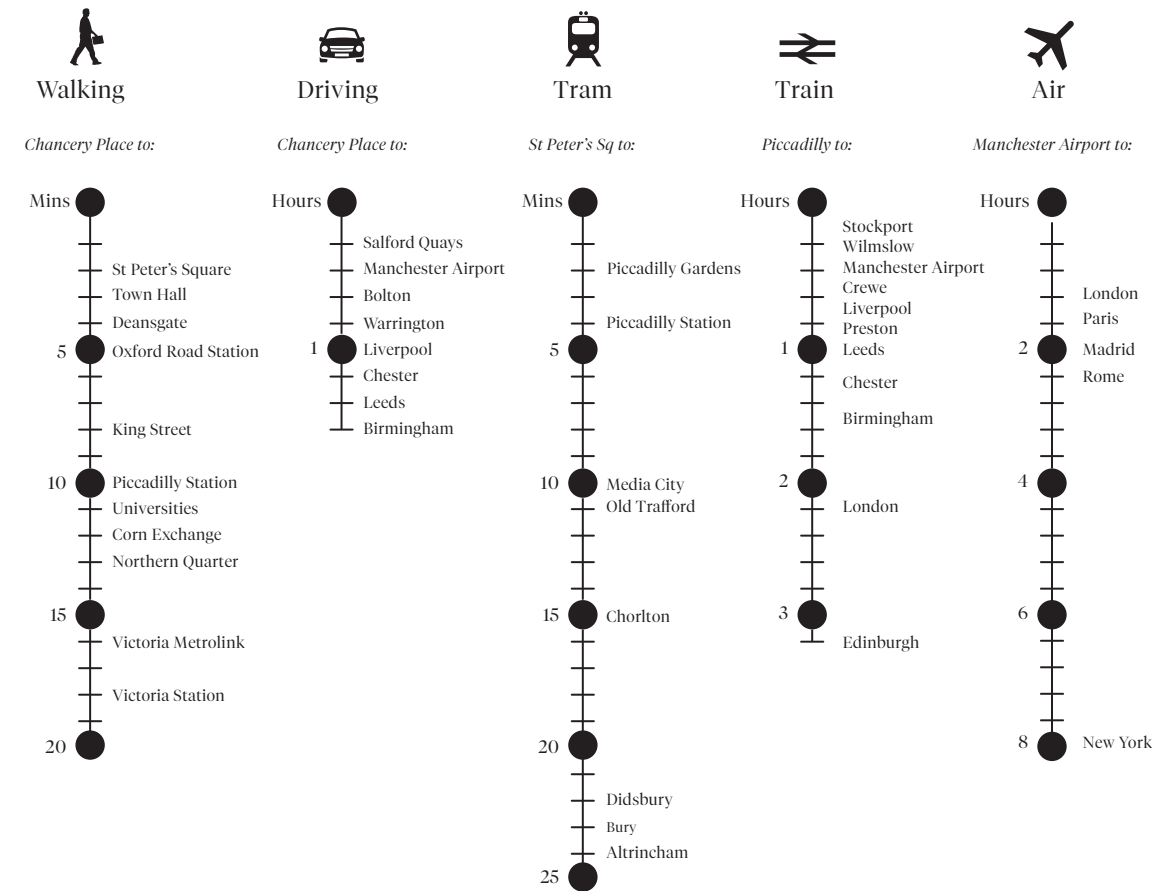 Walking
Chancery Place to:
Mins
St Peter's Square
Town Hall
Deansgate
5
Oxford Road Station
King Street
10
Piccadilly Station
Universities
Corn Exchange
Northern Quarter
15
Victoria Metrolink
Victoria Station
20
Driving
Chancery Place to:
Hours
Salford Quays
Manchester Airport
Bolton
Warrington
1
Liverpool
Chester
Leeds
Birmingham
Tram
St Peter's Sq to:
Mins
Piccadilly Gardens
Piccadilly Station
5
10
Media City
Old Trafford
15
Chorlton
20
Didsbury
Bury
Altrincham
25
Train
Piccadilly to:
Hours
Stockport
Wilmslow
Manchester Airport
Crewe
Liverpool
Preston
1
Leeds
Chester
Birmingham
2
London
3
Edinburgh
Air
Manchester Airport to:
Hours
London
Paris
2
Madrid
Rome
4
6
8
New York